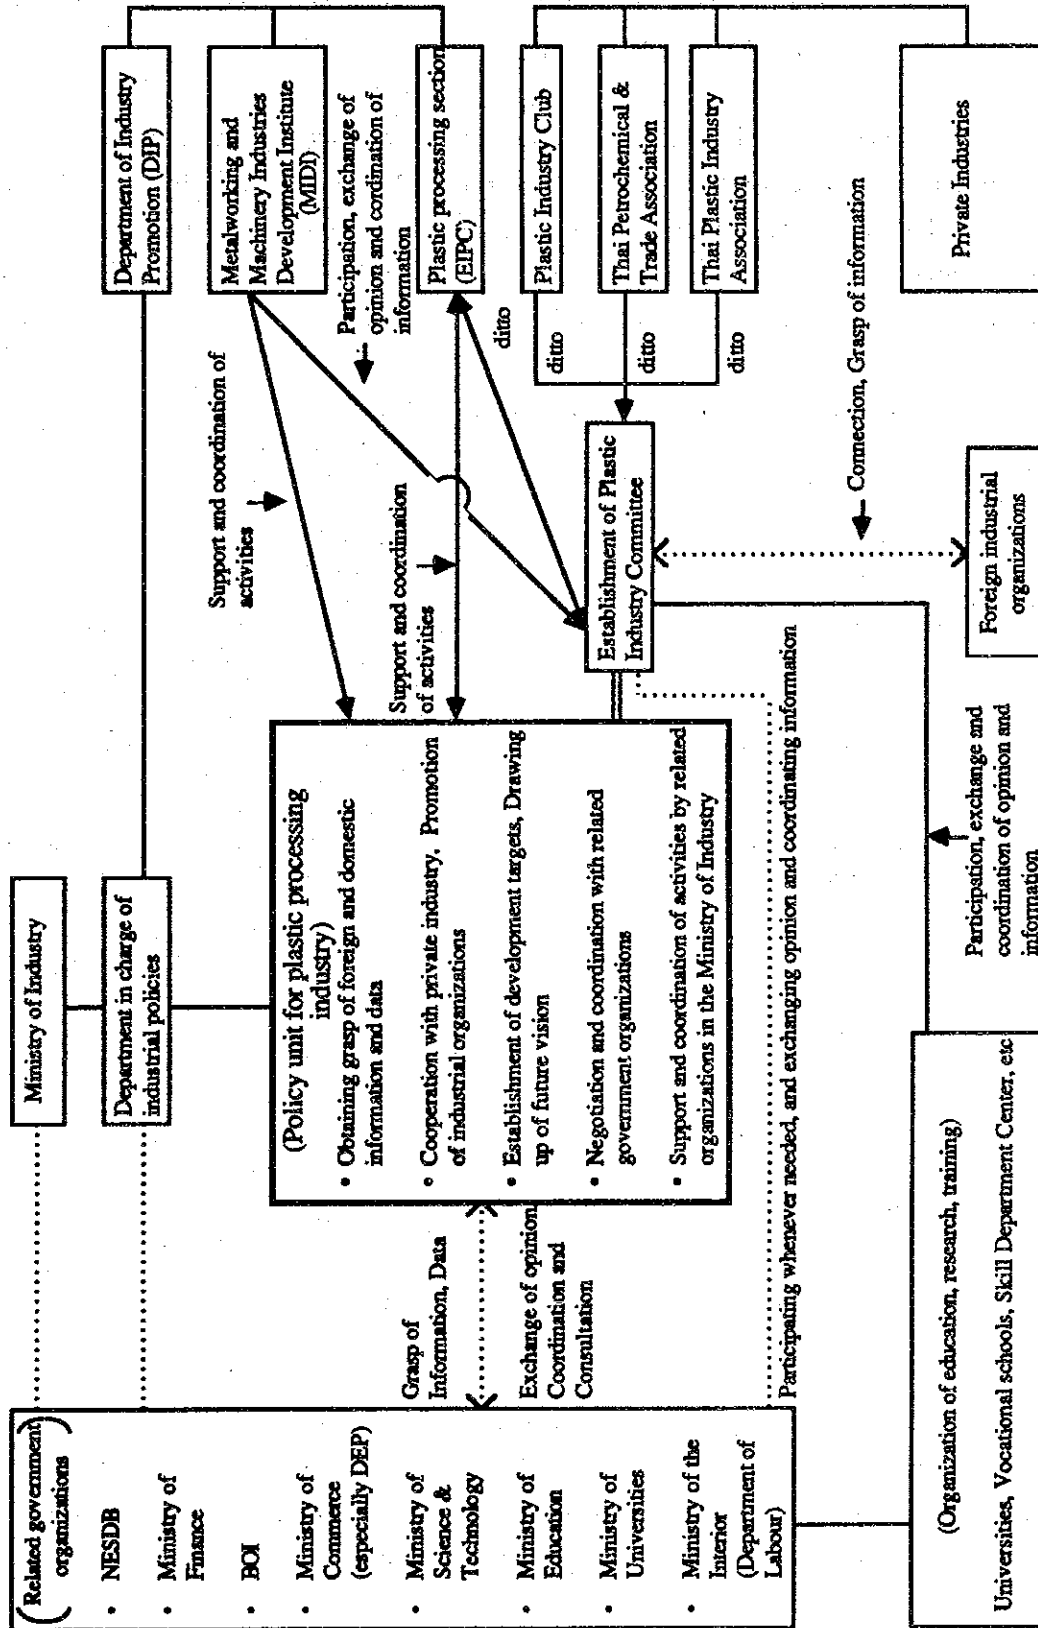 (Related government
organizations)
• NESDB
• Ministry of
Finance
• BOI
• Ministry of
Commerce
(especially DEP)
• Ministry of
Science &
Technology
• Ministry of
Education
• Ministry of
Universities
• Ministry of the
Interior
(Department of
Labour)
Ministry of Industry
Department in charge of
industrial policies
Grasp of
Information, Data
Exchange of opinion
Coordination and
Consultation
(Policy unit for plastic processing
industry)
• Obtaining grasp of foreign and domestic
information and data
• Cooperation with private industry, Promotion
of industrial organizations
• Establishment of development targets, Drawing
up of future vision
• Negotiation and coordination with related
government organizations
• Support and coordination of activities by related
organizations in the Ministry of Industry
Participating whenever needed, and exchanging opinion and coordinating information
(Organization of education, research, training)
Universities, Vocational schools, Skill Department Center, etc
Support and coordination of
activities
Support and coordination
of activities
Establishment of Plastic
Industry Committee
Participation, exchange and
coordination of opinion and
information
Foreign industrial
organizations
Connection, Grasp of information
Department of Industry
Promotion (DIP)
Metalworking and
Machinery Industries
Development Institute
(MIDI)
Participation, exchange of
opinion and cordination of
information
Plastic processing section
(EIPC)
ditto
Plastic Industry Club
ditto
Thai Petrochemical &
Trade Association
ditto
Thai Plastic Industry
Association
ditto
Private Industries